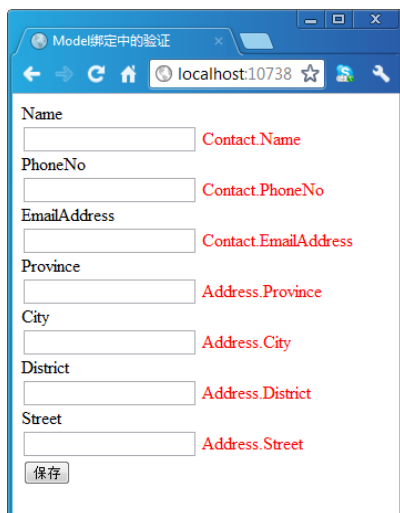 Model绑定中的验证
localhost:10738
Name
Contact.Name
PhoneNo
Contact.PhoneNo
EmailAddress
Contact.EmailAddress
Province
Address.Province
City
Address.City
District
Address.District
Street
Address.Street
保存